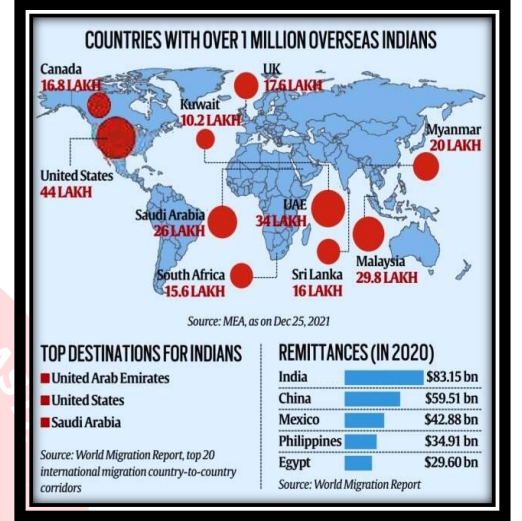 COUNTRIES WITH OVER 1 MILLION OVERSEAS INDIANS
Canada
16.8 LAKH
UK
17.6 LAKH
Kuwait
10.2 LAKH
Myanmar
20 LAKH
United States
44 LAKH
Saudi Arabia
26 LAKH
UAE
34 LAKH
South Africa
15.6 LAKH
Sri Lanka
16 LAKH
Malaysia
29.8 LAKH
Source: MEA, as on Dec 25, 2021
TOP DESTINATIONS FOR INDIANS
United Arab Emirates
United States
Saudi Arabia
Source: World Migration Report, top 20
international migration country-to-country
corridors
REMITTANCES (IN 2020)
India $83.15 bn
China $59.51 bn
Mexico $42.88 bn
Philippines $34.91 bn
Egypt $29.60 bn
Source: World Migration Report